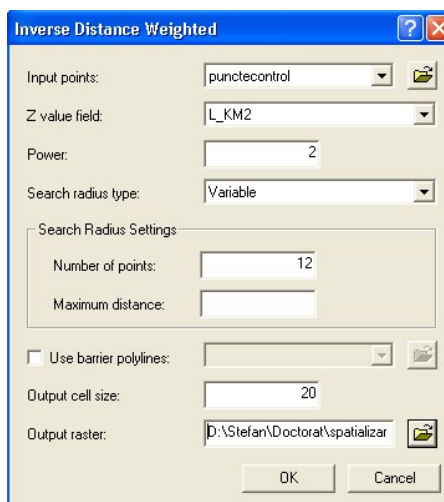 Inverse Distance Weighted
Input points: punctecontrol
Z value field: L_KM2
Power: 2
Search radius type: Variable
Search Radius Settings
Number of points: 12
Maximum distance:
Use barrier polylines:
Output cell size: 20
Output raster: D:\Stefan\Doctorat\spatializar
OK Cancel